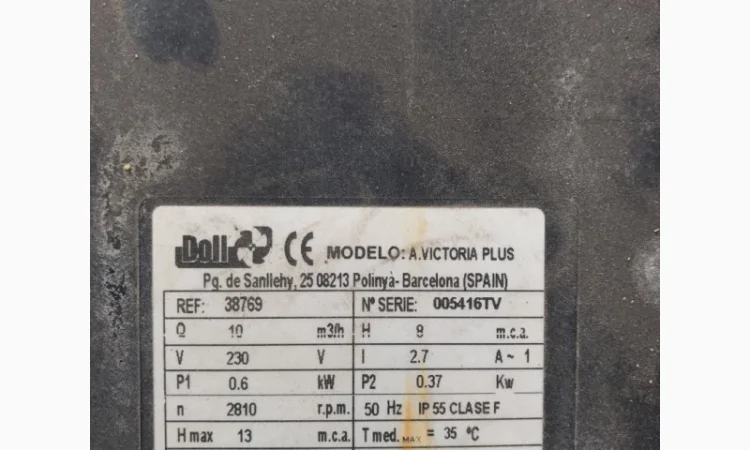 Doll CE MODELO: A.VICTORIA PLUS
Pg. de Sanllehy, 25 08213 Polinyà- Barcelona (SPAIN)
REF: 38769 Nº SERIE: 005416TV
Q 10 m3/h H 8 m.c.a.
V 230 V I 2.7 A ~ 1
P1 0.6 kW P2 0.37 Kw
n 2810 r.p.m. 50 Hz IP 55 CLASE F
H max 13 m.c.a. T med. MAX = 35 ºC